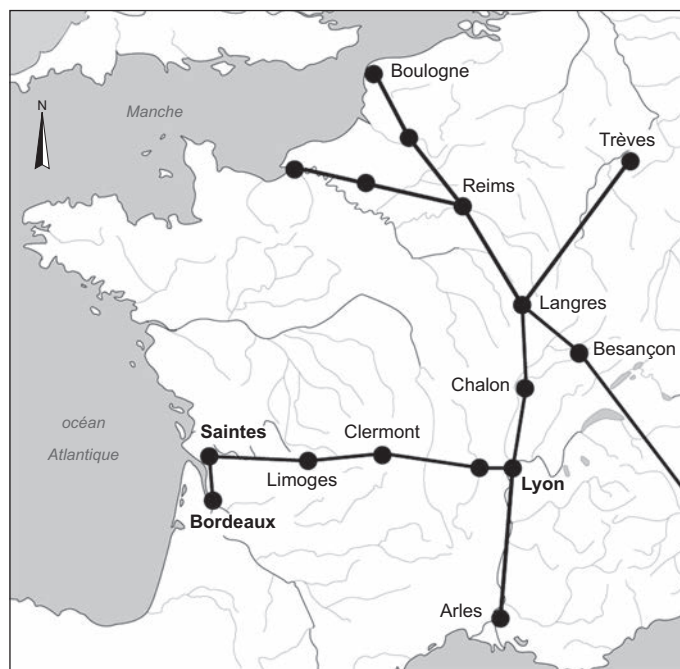 Boulogne
N
Manche
Trèves
Reims
Langres
Besançon
Chalon
océan
Atlantique
Saintes
Clermont
Limoges
Lyon
Bordeaux
Arles